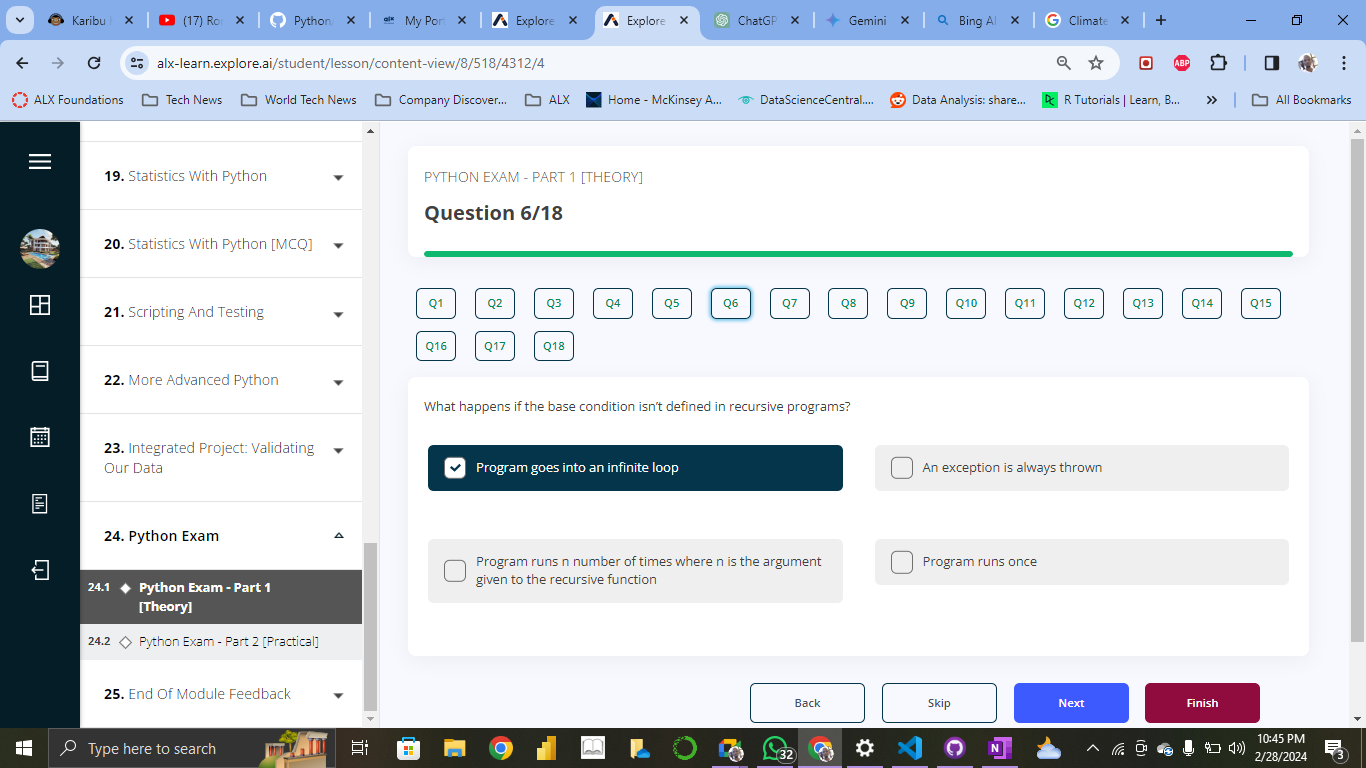 Karibu
(17) Ro
Python
My Por
Explore
Explore
ChatGP
Gemini
Bing AI
Climate
alx-learn.explore.ai/student/lesson/content-view/8/518/4312/4
ABP
ALX Foundations
Tech News
World Tech News
Company Discover...
ALX
Home - McKinsey A...
DataScienceCentral....
Data Analysis: share...
R Tutorials | Learn, B...
»
All Bookmarks
19. Statistics With Python
20. Statistics With Python [MCQ]
21. Scripting And Testing
22. More Advanced Python
23. Integrated Project: Validating
Our Data
24. Python Exam
24.1 Python Exam - Part 1
[Theory]
24.2 Python Exam - Part 2 [Practical]
25. End Of Module Feedback
PYTHON EXAM - PART 1 [THEORY]
Question 6/18
Q1 Q2 Q3 Q4 Q5 Q6 Q7 Q8 Q9 Q10 Q11 Q12 Q13 Q14 Q15
Q16 Q17 Q18
What happens if the base condition isn’t defined in recursive programs?
Program goes into an infinite loop
An exception is always thrown
Program runs n number of times where n is the argument
given to the recursive function
Program runs once
Back
Skip
Next
Finish
Type here to search
32
10:45 PM
2/28/2024
3